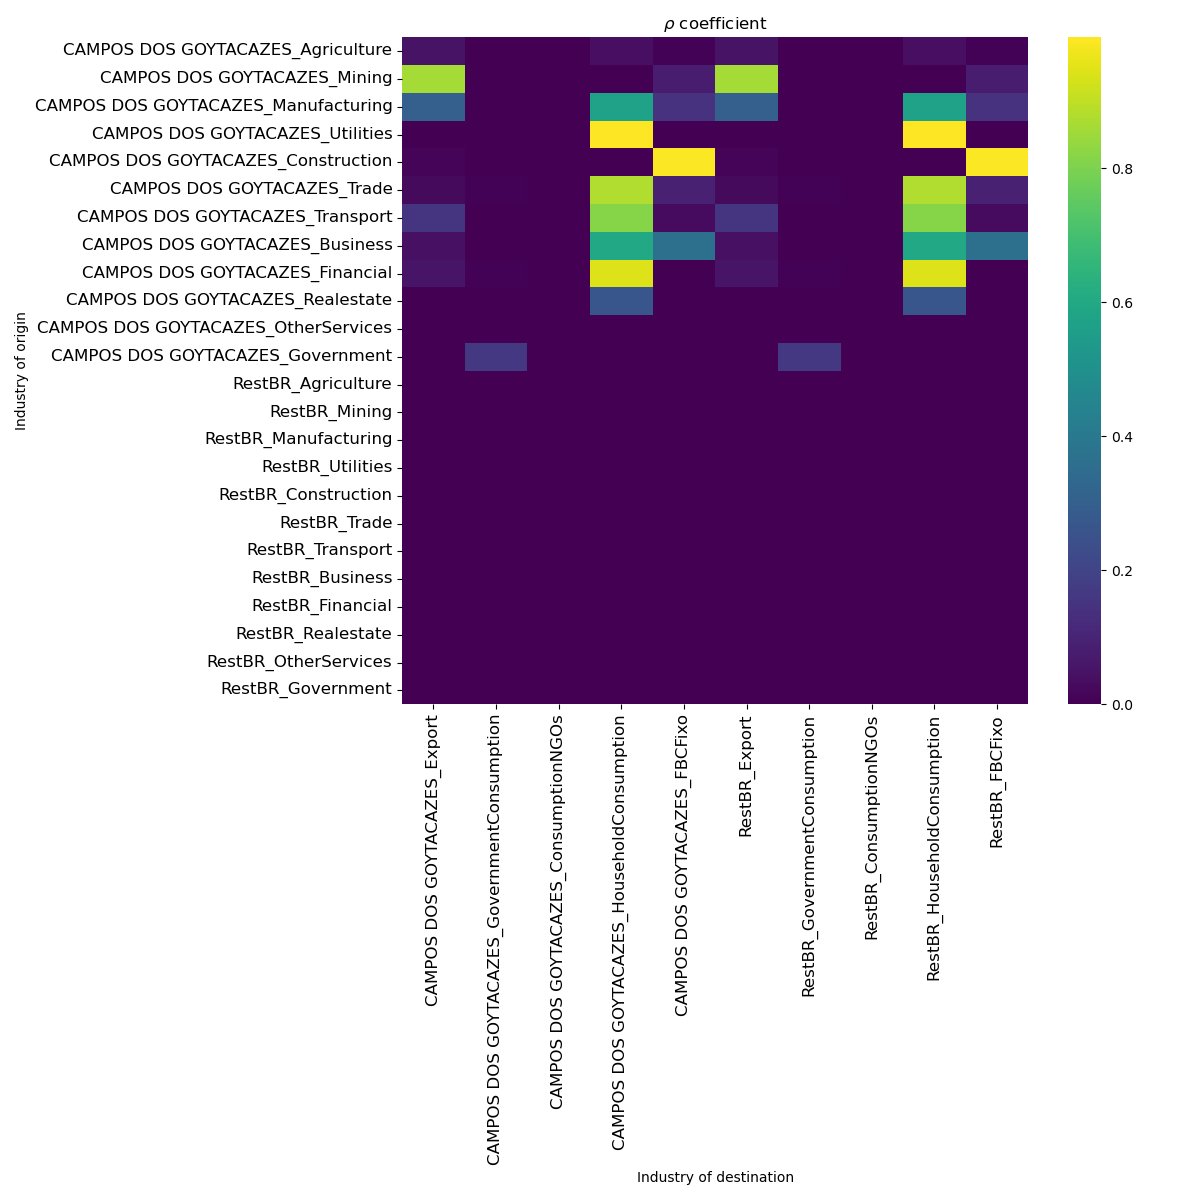 ρ coefficient
CAMPOS DOS GOYTACAZES_Agriculture
CAMPOS DOS GOYTACAZES_Mining
CAMPOS DOS GOYTACAZES_Manufacturing
CAMPOS DOS GOYTACAZES_Utilities
CAMPOS DOS GOYTACAZES_Construction
CAMPOS DOS GOYTACAZES_Trade
CAMPOS DOS GOYTACAZES_Transport
CAMPOS DOS GOYTACAZES_Business
CAMPOS DOS GOYTACAZES_Financial
CAMPOS DOS GOYTACAZES_Realestate
CAMPOS DOS GOYTACAZES_OtherServices
CAMPOS DOS GOYTACAZES_Government
RestBR_Agriculture
RestBR_Mining
RestBR_Manufacturing
RestBR_Utilities
RestBR_Construction
RestBR_Trade
RestBR_Transport
RestBR_Business
RestBR_Financial
RestBR_Realestate
RestBR_OtherServices
RestBR_Government
Industry of origin
0.8
0.6
0.4
0.2
0.0
CAMPOS DOS GOYTACAZES_Export
CAMPOS DOS GOYTACAZES_GovernmentConsumption
CAMPOS DOS GOYTACAZES_ConsumptionNGOs
CAMPOS DOS GOYTACAZES_HouseholdConsumption
CAMPOS DOS GOYTACAZES_FBCFixo
RestBR_Export
RestBR_GovernmentConsumption
RestBR_ConsumptionNGOs
RestBR_HouseholdConsumption
RestBR_FBCFixo
Industry of destination